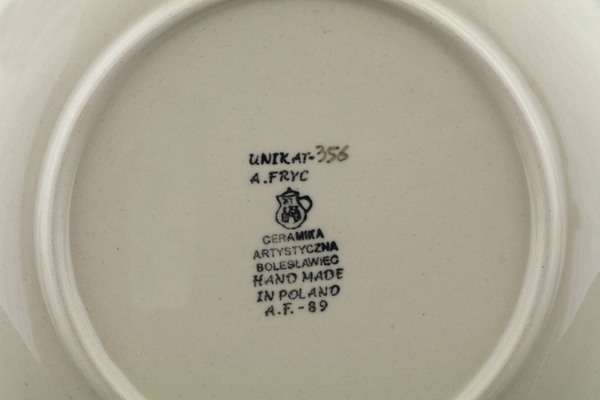 UNIKAT-356
A.FRYC
CERAMIKA
ARTYSTYCZNA
BOLESŁAWIEC
HAND MADE
IN POLAND
A.F.-89